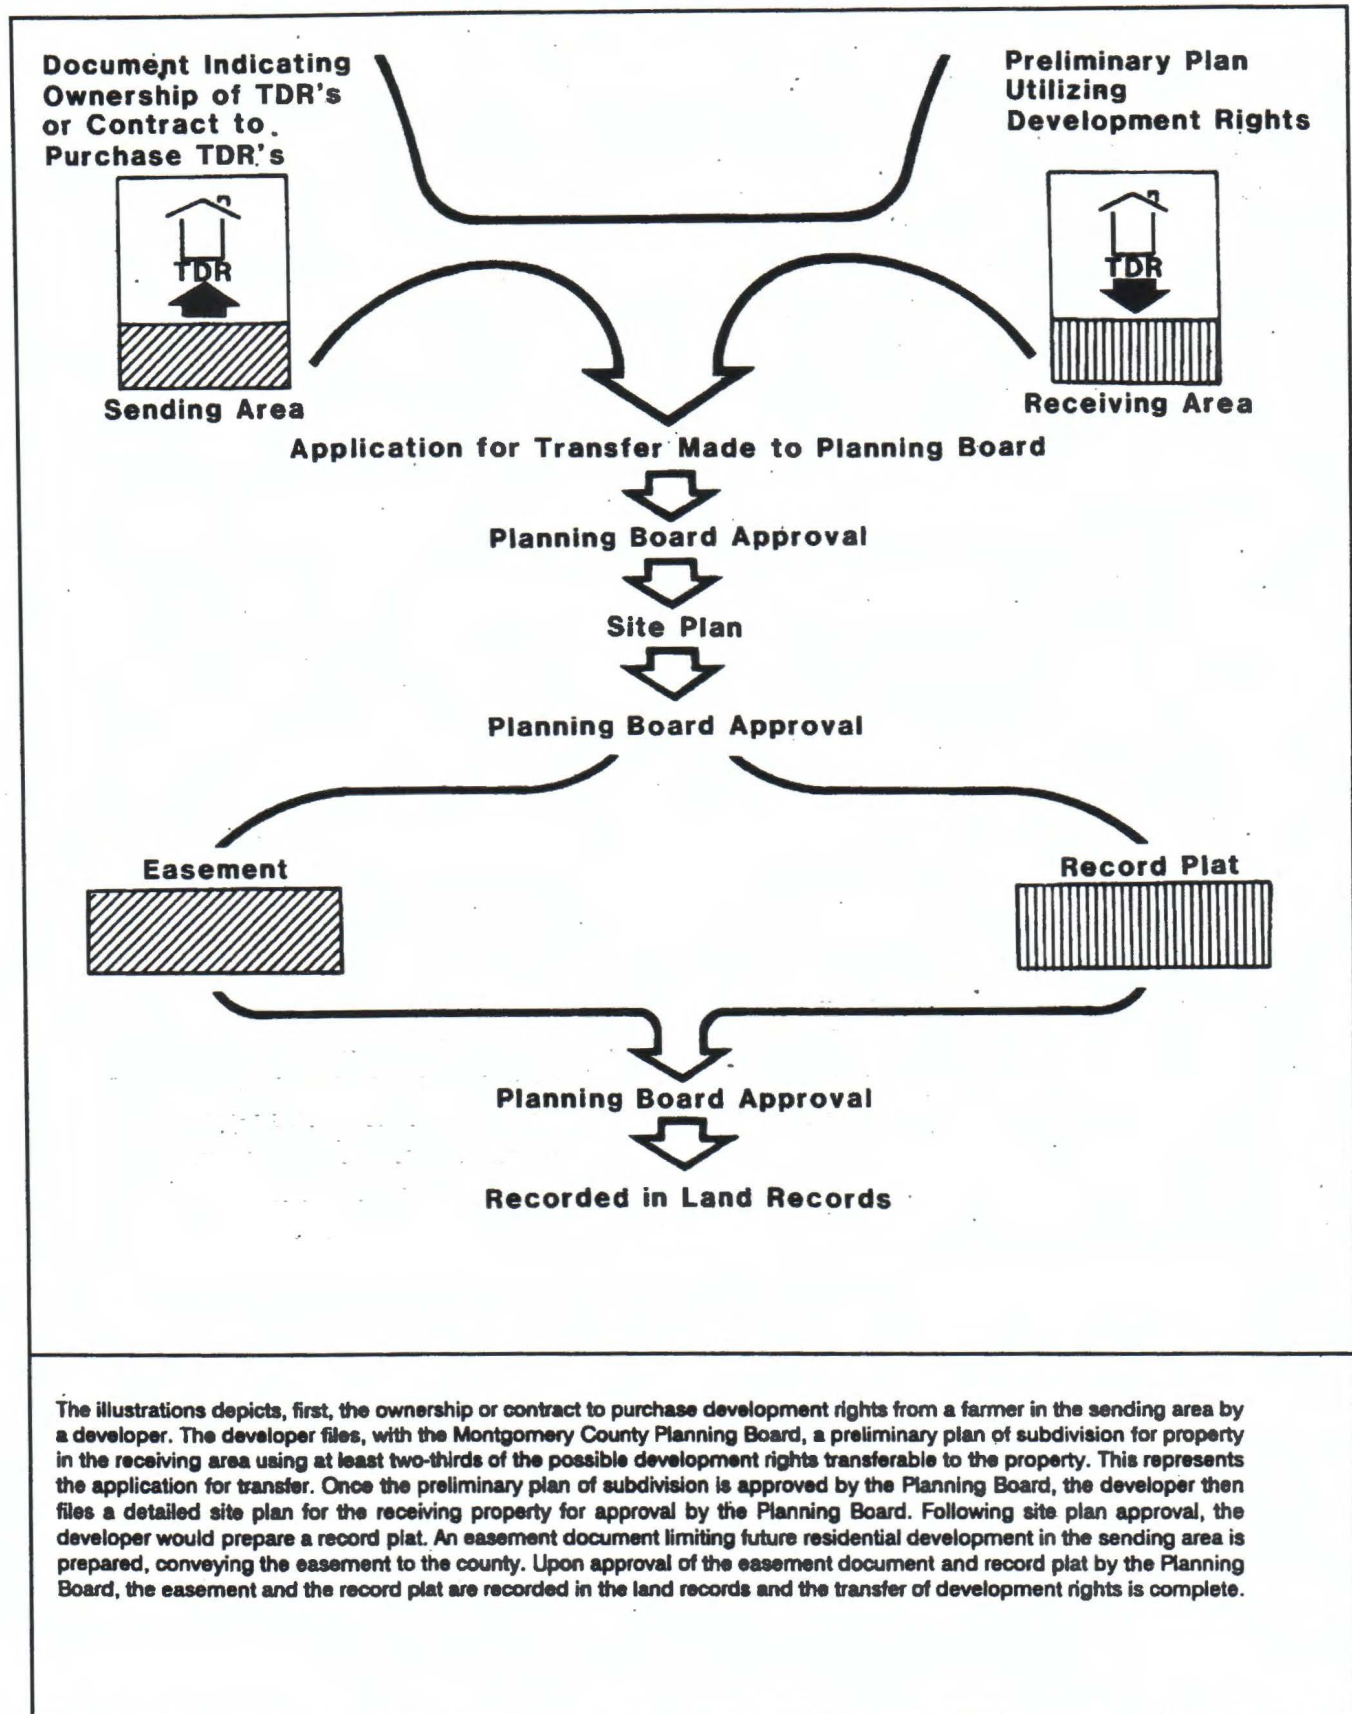 Document Indicating
Ownership of TDR's
or Contract to
Purchase TDR's
TDR
Sending Area
Preliminary Plan
Utilizing
Development Rights
TDR
Receiving Area
Application for Transfer Made to Planning Board
Planning Board Approval
Site Plan
Planning Board Approval
Easement
Record Plat
Planning Board Approval
Recorded in Land Records
The illustrations depicts, first, the ownership or contract to purchase development rights from a farmer in the sending area by
a developer. The developer files, with the Montgomery County Planning Board, a preliminary plan of subdivision for property
in the receiving area using at least two-thirds of the possible development rights transferable to the property. This represents
the application for transfer. Once the preliminary plan of subdivision is approved by the Planning Board, the developer then
files a detailed site plan for the receiving property for approval by the Planning Board. Following site plan approval, the
developer would prepare a record plat. An easement document limiting future residential development in the sending area is
prepared, conveying the easement to the county. Upon approval of the easement document and record plat by the Planning
Board, the easement and the record plat are recorded in the land records and the transfer of development rights is complete.